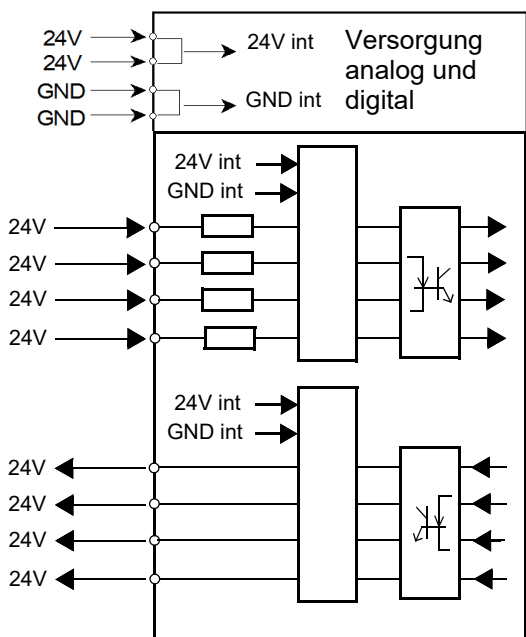 24V
24V
GND
GND
24V int
GND int
Versorgung
analog und
digital
24V int
GND int
24V
24V
24V
24V
24V int
GND int
24V
24V
24V
24V